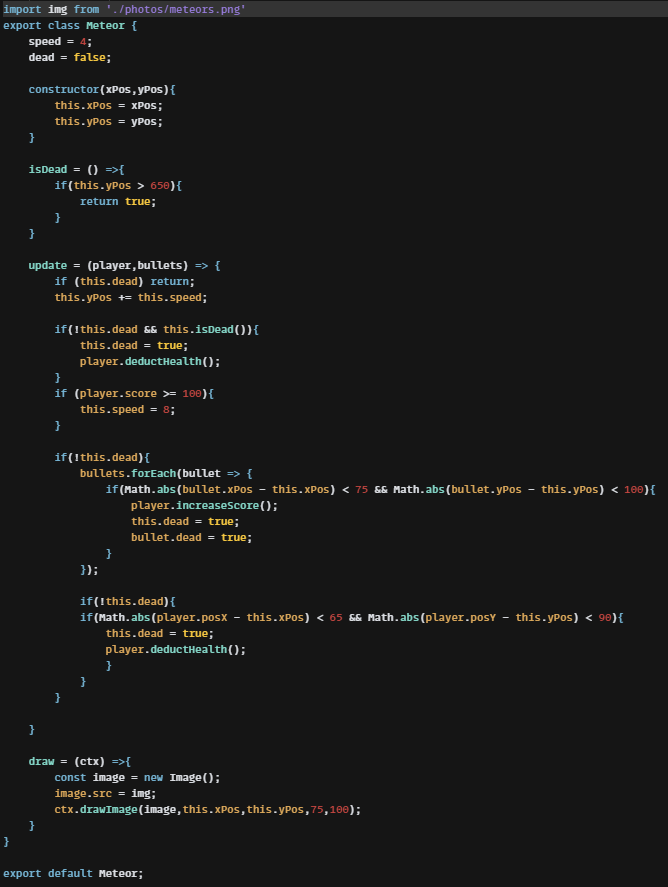 import img from './photos/meteors.png'
export class Meteor {
    speed = 4;
    dead = false;

    constructor(xPos,yPos){
        this.xPos = xPos;
        this.yPos = yPos;
    }

    isDead = () =>{
        if(this.yPos > 650){
            return true;
        }
    }

    update = (player,bullets) => {
        if (this.dead) return;
        this.yPos += this.speed;

        if(!this.dead && this.isDead()){
            this.dead = true;
            player.deductHealth();
        }
        if (player.score >= 100){
            this.speed = 8;
        }

        if(!this.dead){
            bullets.forEach(bullet => {
                if(Math.abs(bullet.xPos - this.xPos) < 75 && Math.abs(bullet.yPos - this.yPos) < 100){
                    player.increaseScore();
                    this.dead = true;
                    bullet.dead = true;
                }
            });

            if(!this.dead){
            if(Math.abs(player.posX - this.xPos) < 65 && Math.abs(player.posY - this.yPos) < 90){
                this.dead = true;
                player.deductHealth();
                }
            }
        }

    }

    draw = (ctx) =>{
        const image = new Image();
        image.src = img;
        ctx.drawImage(image,this.xPos,this.yPos,75,100);
    }
}

export default Meteor;